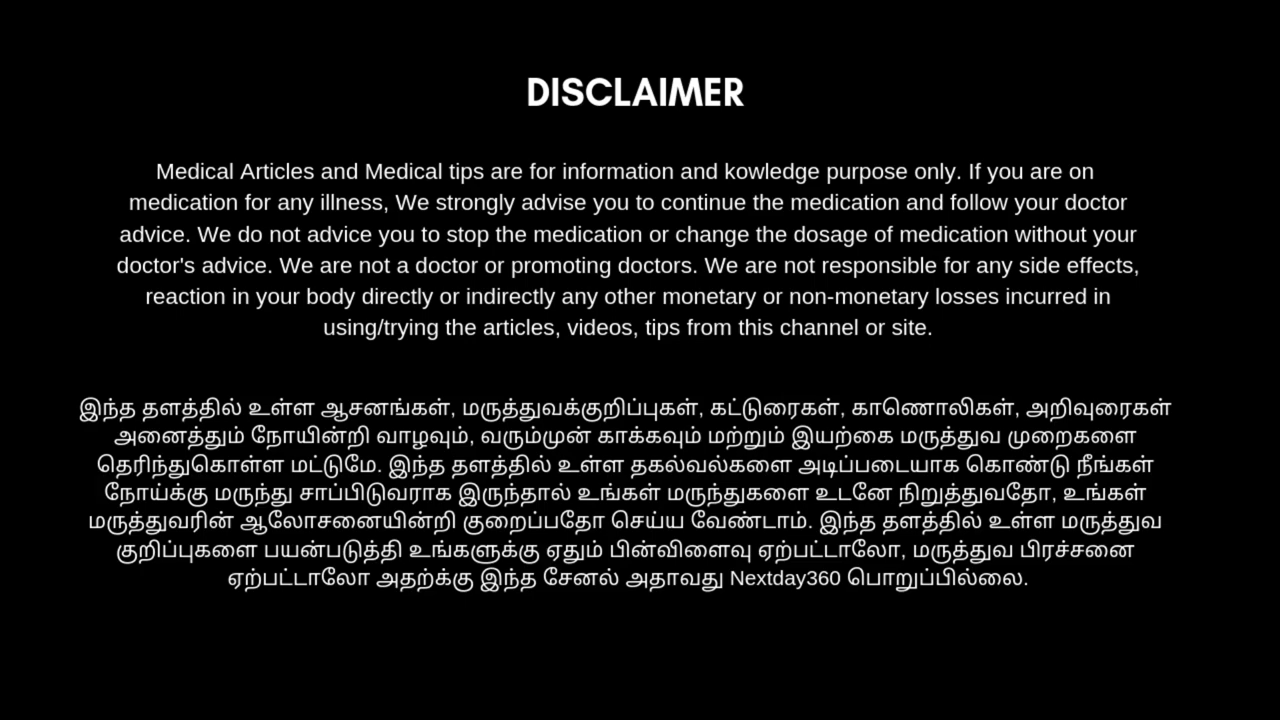 DISCLAIMER
Medical Articles and Medical tips are for information and kowledge purpose only. If you are on
medication for any illness, We strongly advise you to continue the medication and follow your doctor
advice. We do not advice you to stop the medication or change the dosage of medication without your
doctor's advice. We are not a doctor or promoting doctors. We are not responsible for any side effects,
reaction in your body directly or indirectly any other monetary or non-monetary losses incurred in
using/trying the articles, videos, tips from this channel or site.
இந்த தளத்தில் உள்ள ஆசனங்கள், மருத்துவக்குறிப்புகள், கட்டுரைகள், காணொலிகள், அறிவுரைகள்
அனைத்தும் நோயின்றி வாழவும், வரும்முன் காக்கவும் மற்றும் இயற்கை மருத்துவ முறைகளை
தெரிந்துகொள்ள மட்டுமே. இந்த தளத்தில் உள்ள தகல்வல்களை அடிப்படையாக கொண்டு நீங்கள்
நோய்க்கு மருந்து சாப்பிடுவராக இருந்தால் உங்கள் மருந்துகளை உடனே நிறுத்துவதோ, உங்கள்
மருத்துவரின் ஆலோசனையின்றி குறைப்பதோ செய்ய வேண்டாம். இந்த தளத்தில் உள்ள மருத்துவ
குறிப்புகளை பயன்படுத்தி உங்களுக்கு ஏதும் பின்விளைவு ஏற்பட்டாலோ, மருத்துவ பிரச்சனை
ஏற்பட்டாலோ அதற்க்கு இந்த சேனல் அதாவது Nextday360 பொறுப்பில்லை.